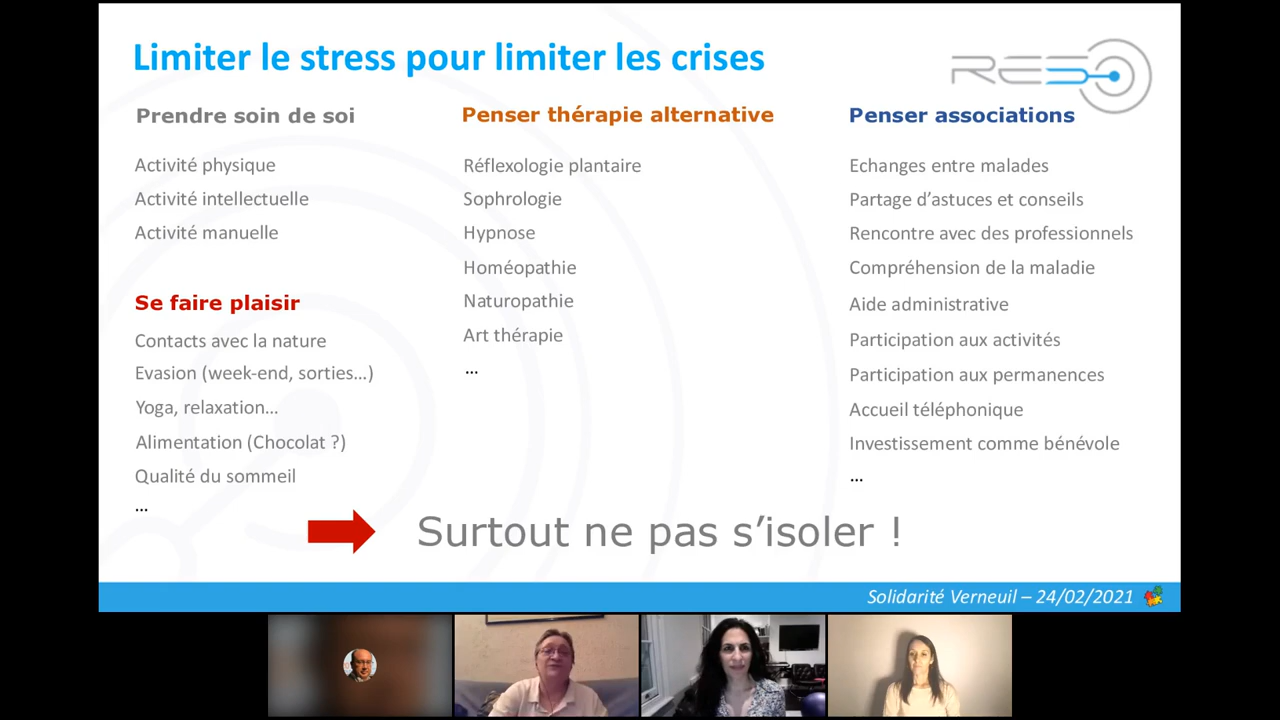 Limiter le stress pour limiter les crises
RESO
Prendre soin de soi
Activité physique
Activité intellectuelle
Activité manuelle
Se faire plaisir
Contacts avec la nature
Evasion (week-end, sorties…)
Yoga, relaxation…
Alimentation (Chocolat ?)
Qualité du sommeil
…
Penser thérapie alternative
Réflexologie plantaire
Sophrologie
Hypnose
Homéopathie
Naturopathie
Art thérapie
…
Penser associations
Echanges entre malades
Partage d’astuces et conseils
Rencontre avec des professionnels
Compréhension de la maladie
Aide administrative
Participation aux activités
Participation aux permanences
Accueil téléphonique
Investissement comme bénévole
…
Surtout ne pas s’isoler !
Solidarité Verneuil – 24/02/2021